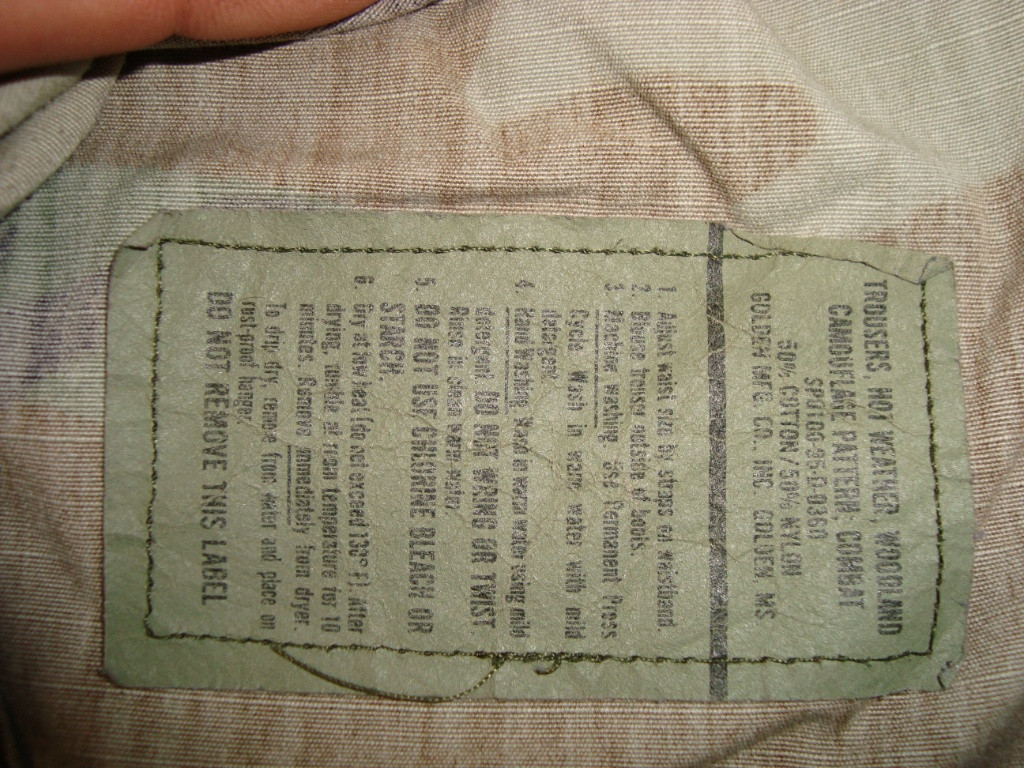 TROUSERS, HOT WEATHER, WOODLAND
CAMOUFLAGE PATTERN, COMBAT
SPO100-95-D-0360
50% COTTON/50% NYLON
GOLDEN MFG. CO. INC. GOLDEN, MS
1. Adjust waist size by straps on waistband.
2. Blouse trouser outside of boots.
3. Machine washing Use Permanent Press
Cycle. Wash in warm water with mild
detergent.
4. Hand Washing Wash in warm water using mild
detergent. DO NOT WRING OR TWIST
Rinse in clean warm water.
5. DO NOT USE CHLORINE BLEACH OR
STARCH.
6. Dry at low heat (do not exceed 130° F). After
drying, tumble at room temperature for 10
minutes. Remove immediately from dryer.
To drip dry, remove from water and place on
rust-proof hanger.
DO NOT REMOVE THIS LABEL